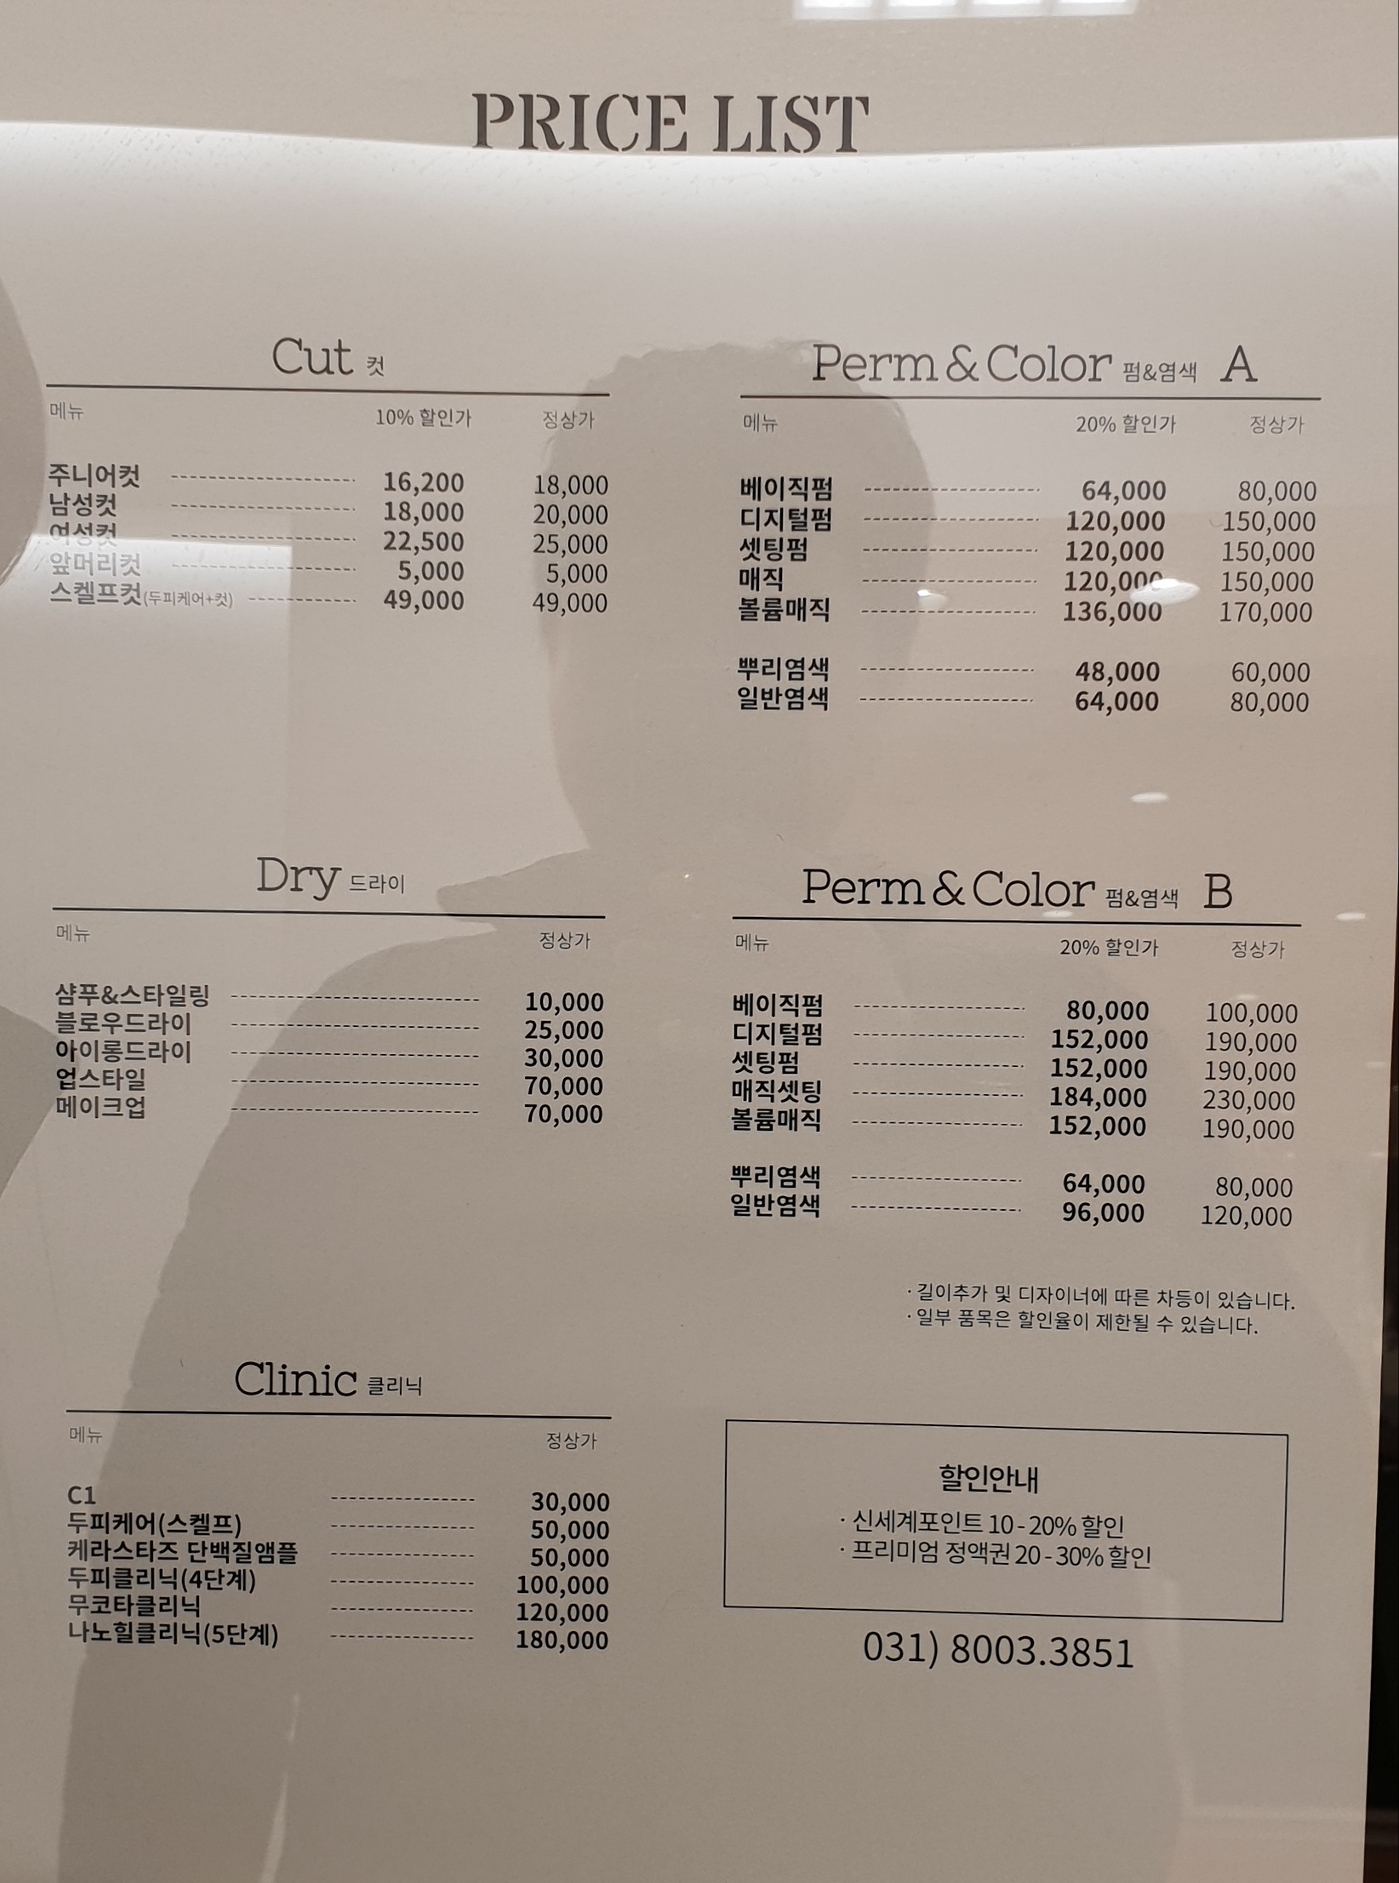 PRICE LIST
Cut 컷
메뉴 10% 할인가 정상가
주니어컷 16,200 18,000
남성컷 18,000 20,000
여성컷 22,500 25,000
앞머리컷 5,000 5,000
스켈프컷(두피케어+컷) 49,000 49,000
Perm & Color 펌&염색 A
메뉴 20% 할인가 정상가
베이직펌 64,000 80,000
디지털펌 120,000 150,000
셋팅펌 120,000 150,000
매직 120,000 150,000
볼륨매직 136,000 170,000
뿌리염색 48,000 60,000
일반염색 64,000 80,000
Dry 드라이
메뉴 정상가
샴푸&스타일링 10,000
블로우드라이 25,000
아이롱드라이 30,000
업스타일 70,000
메이크업 70,000
Perm & Color 펌&염색 B
메뉴 20% 할인가 정상가
베이직펌 80,000 100,000
디지털펌 152,000 190,000
셋팅펌 152,000 190,000
매직셋팅 184,000 230,000
볼륨매직 152,000 190,000
뿌리염색 64,000 80,000
일반염색 96,000 120,000
· 길이추가 및 디자이너에 따른 차등이 있습니다.
· 일부 품목은 할인율이 제한될 수 있습니다.
Clinic 클리닉
메뉴 정상가
C1 30,000
두피케어(스켈프) 50,000
케라스타즈 단백질앰플 50,000
두피클리닉(4단계) 100,000
무코타클리닉 120,000
나노힐클리닉(5단계) 180,000
할인안내
· 신세계포인트 10 - 20% 할인
· 프리미엄 정액권 20 - 30% 할인
031) 8003.3851